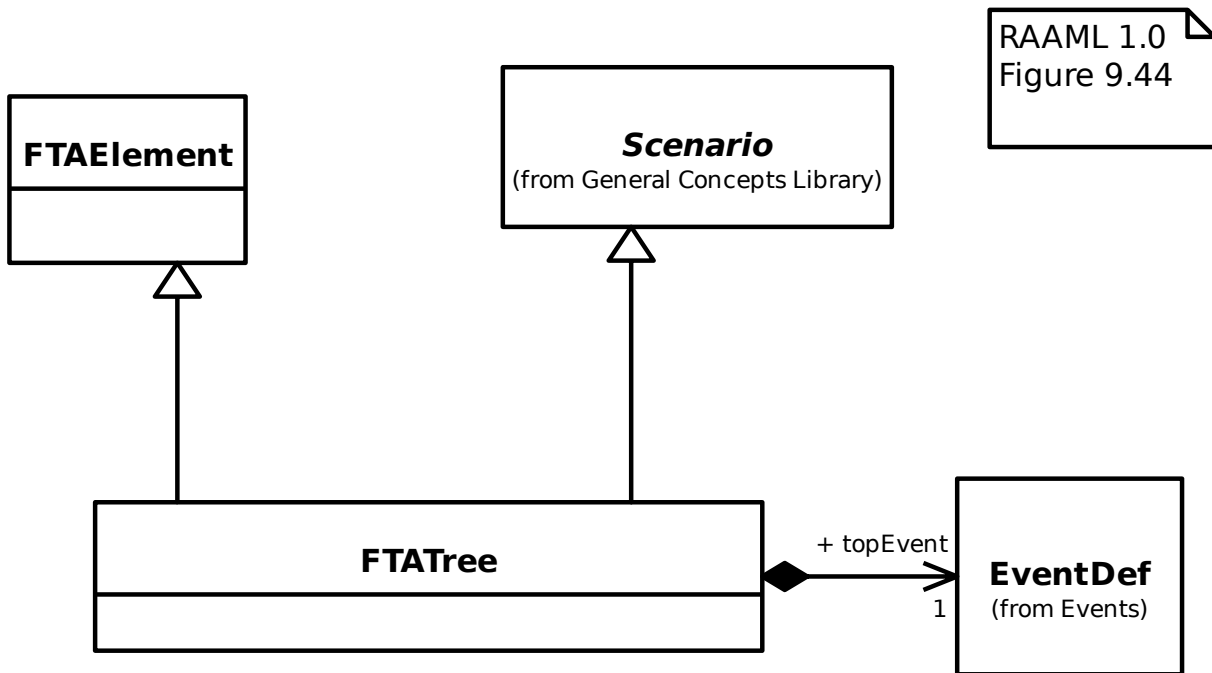 RAAML 1.0
Figure 9.44
FTAElement
Scenario
(from General Concepts Library)
FTATree
+ topEvent
1
EventDef
(from Events)